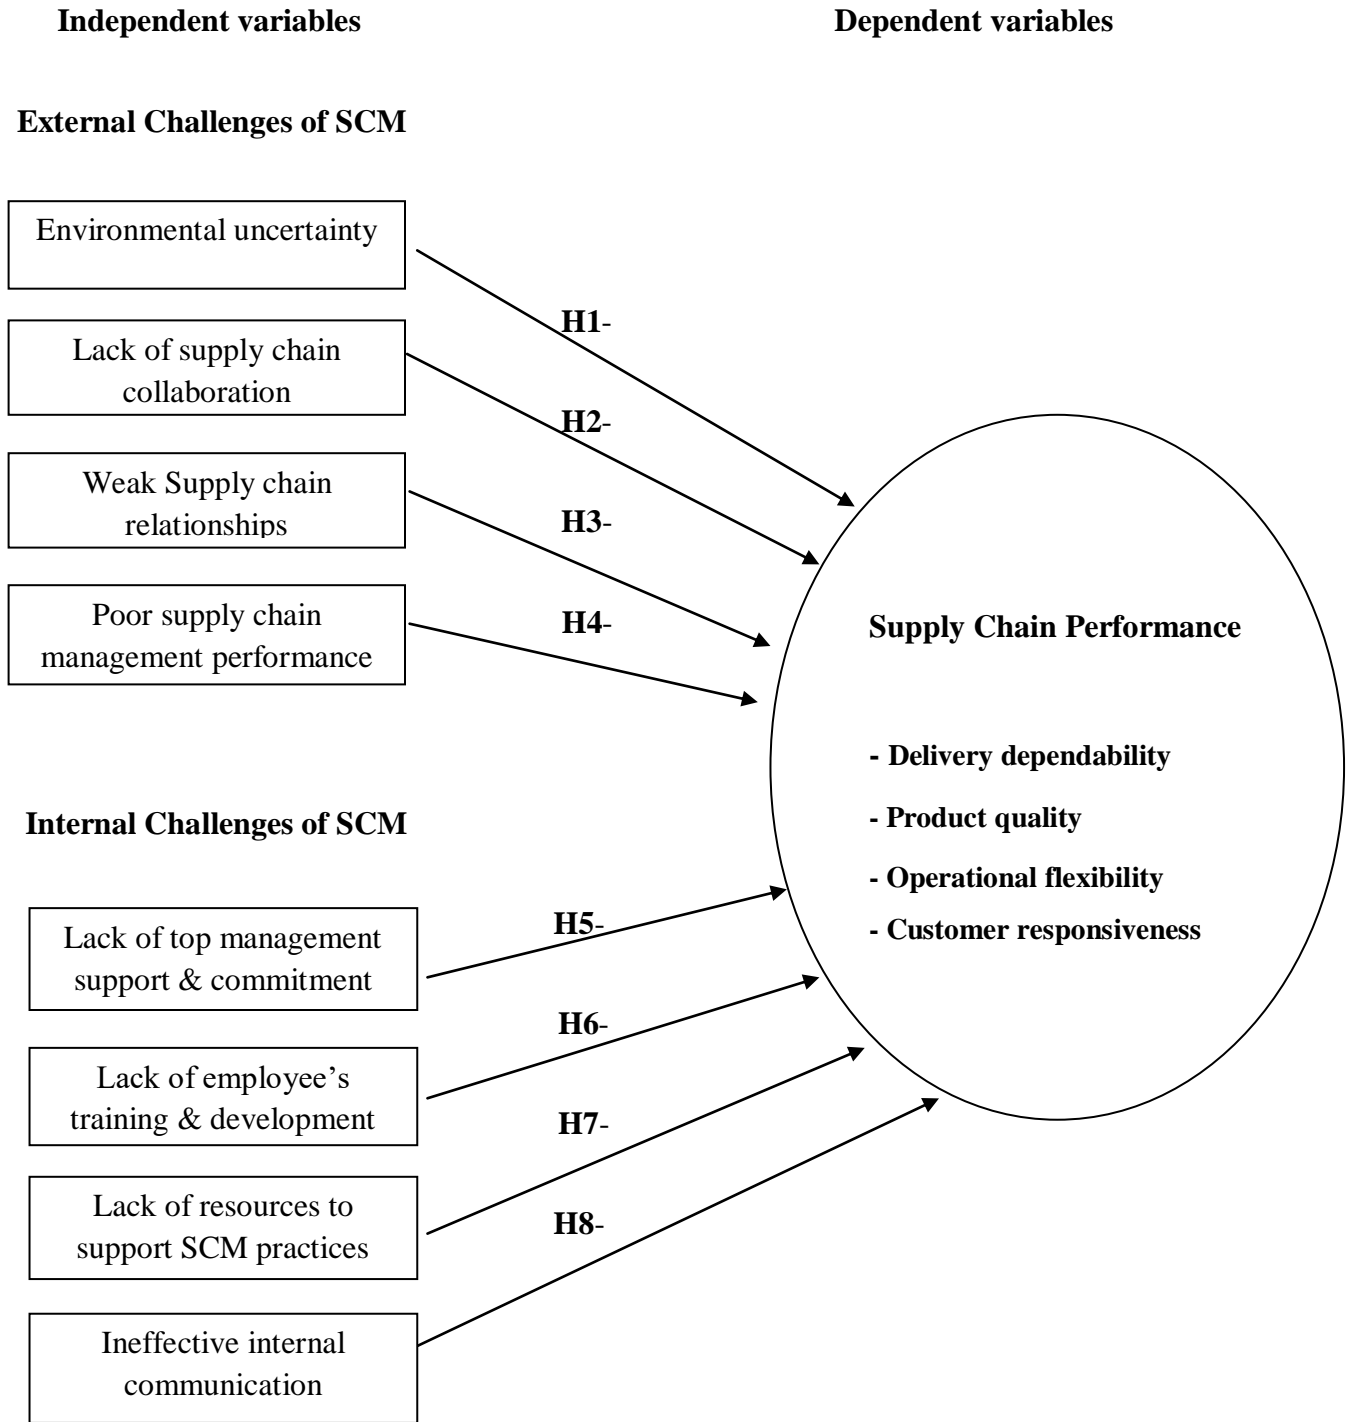 Independent variables
Dependent variables
External Challenges of SCM
Environmental uncertainty
H1-
Lack of supply chain
collaboration
H2-
Weak Supply chain
relationships
H3-
Poor supply chain
management performance
H4-
Supply Chain Performance
- Delivery dependability
- Product quality
- Operational flexibility
- Customer responsiveness
Internal Challenges of SCM
Lack of top management
support & commitment
H5-
Lack of employee’s
training & development
H6-
Lack of resources to
support SCM practices
H7-
Ineffective internal
communication
H8-